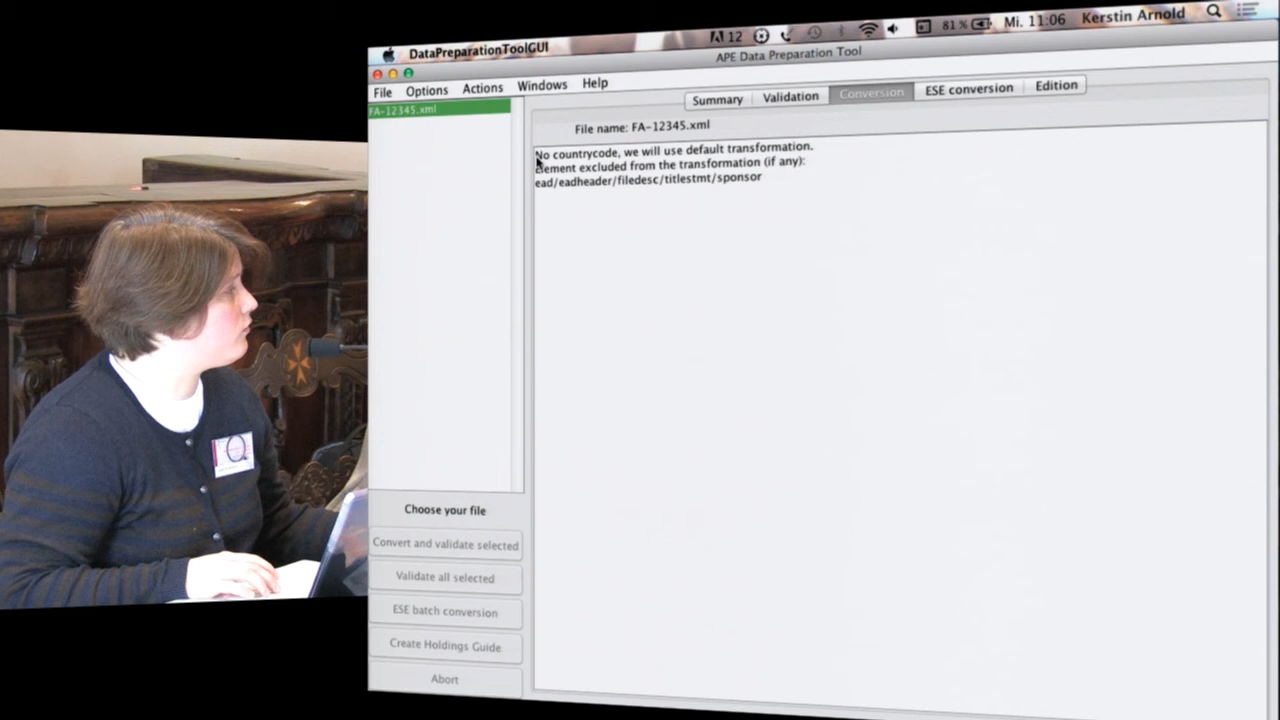 DataPreparationToolGUI
12
81%
Mi. 11:06
Kerstin Arnold
APE Data Preparation Tool
File Options Actions Windows Help
FA-12345.xml
Summary Validation Conversion ESE conversion Edition
File name: FA-12345.xml
No countrycode, we will use default transformation.
Element excluded from the transformation (if any):
ead/eadheader/filedesc/titlestmt/sponsor
Choose your file
Convert and validate selected
Validate all selected
ESE batch conversion
Create Holdings Guide
Abort
Q